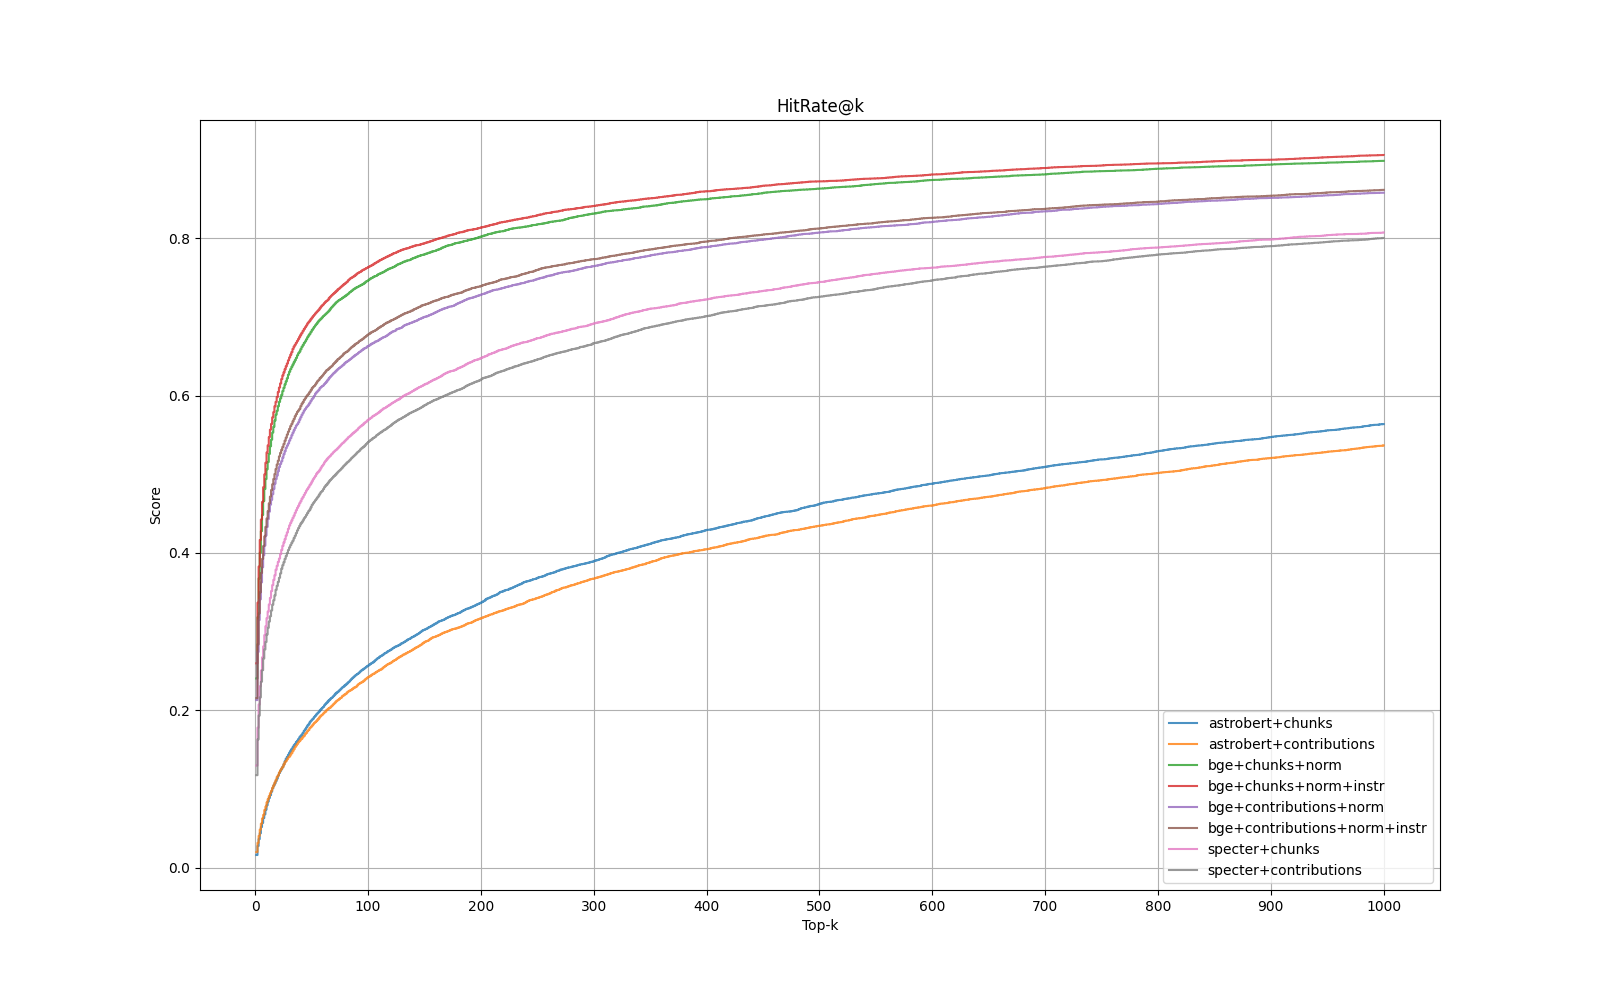 HitRate@k
Score
0.8
0.6
0.4
0.2
0.0
0 100 200 300 400 500 600 700 800 900 1000
Top-k
astrobert+chunks
astrobert+contributions
bge+chunks+norm
bge+chunks+norm+instr
bge+contributions+norm
bge+contributions+norm+instr
specter+chunks
specter+contributions